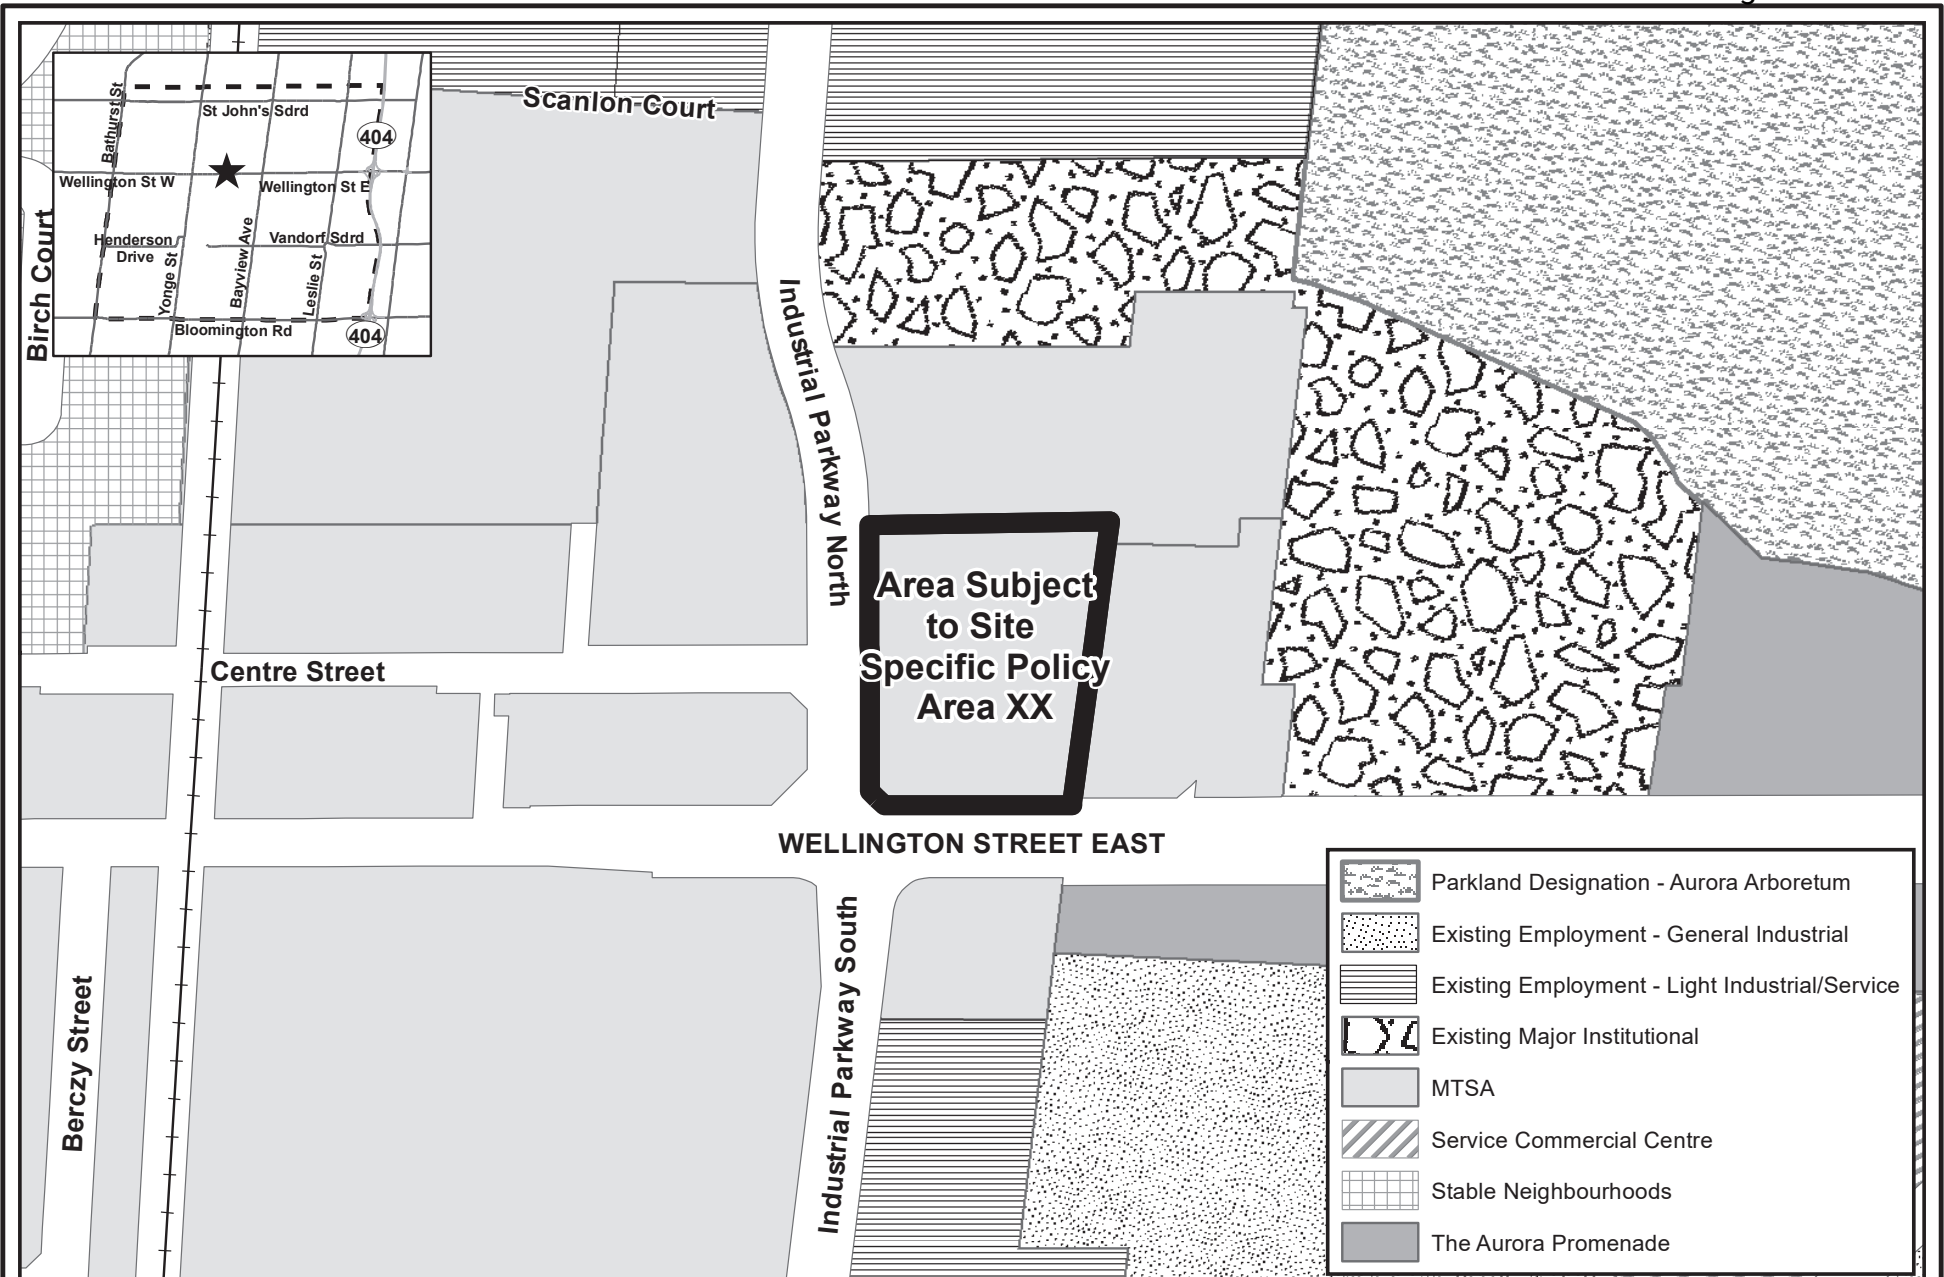 Scanlon Court
Bathurst St
St John's Sdrd
404
Wellington St W
Wellington St E
Henderson
Drive
Vandorf Sdrd
Yonge St
Bayview Ave
Leslie St
Bloomington Rd
404
Birch Court
Industrial Parkway North
Area Subject
to Site
Specific Policy
Area XX
Centre Street
WELLINGTON STREET EAST
Berczy Street
Industrial Parkway South
Parkland Designation - Aurora Arboretum
Existing Employment - General Industrial
Existing Employment - Light Industrial/Service
Existing Major Institutional
MTSA
Service Commercial Centre
Stable Neighbourhoods
The Aurora Promenade